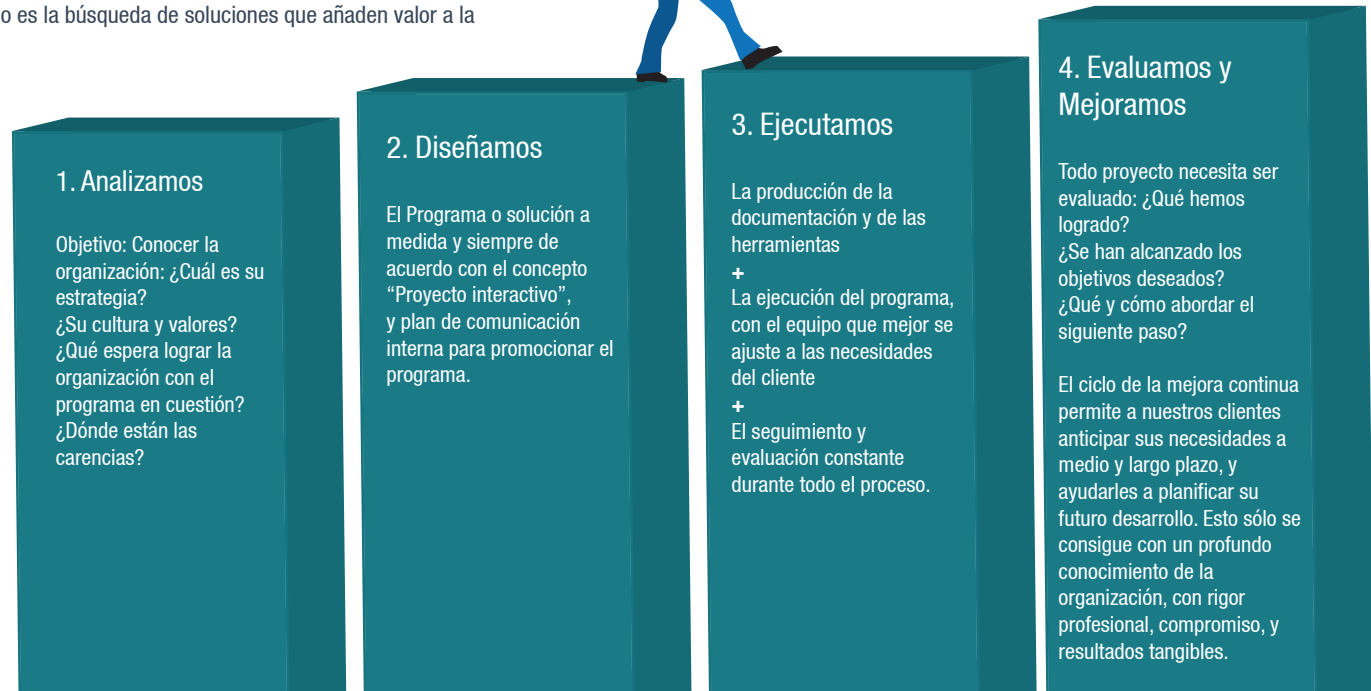 o es la búsqueda de soluciones que añaden valor a la
1. Analizamos
Objetivo: Conocer la
organización: ¿Cuál es su
estrategia?
¿Su cultura y valores?
¿Qué espera lograr la
organización con el
programa en cuestión?
¿Dónde están las
carencias?
2. Diseñamos
El Programa o solución a
medida y siempre de
acuerdo con el concepto
“Proyecto interactivo”,
y plan de comunicación
interna para promocionar el
programa.
3. Ejecutamos
La producción de la
documentación y de las
herramientas
+
La ejecución del programa,
con el equipo que mejor se
ajuste a las necesidades
del cliente
+
El seguimiento y
evaluación constante
durante todo el proceso.
4. Evaluamos y
Mejoramos
Todo proyecto necesita ser
evaluado: ¿Qué hemos
logrado?
¿Se han alcanzado los
objetivos deseados?
¿Qué y cómo abordar el
siguiente paso?
El ciclo de la mejora continua
permite a nuestros clientes
anticipar sus necesidades a
medio y largo plazo, y
ayudarles a planificar su
futuro desarrollo. Esto sólo se
consigue con un profundo
conocimiento de la
organización, con rigor
profesional, compromiso, y
resultados tangibles.